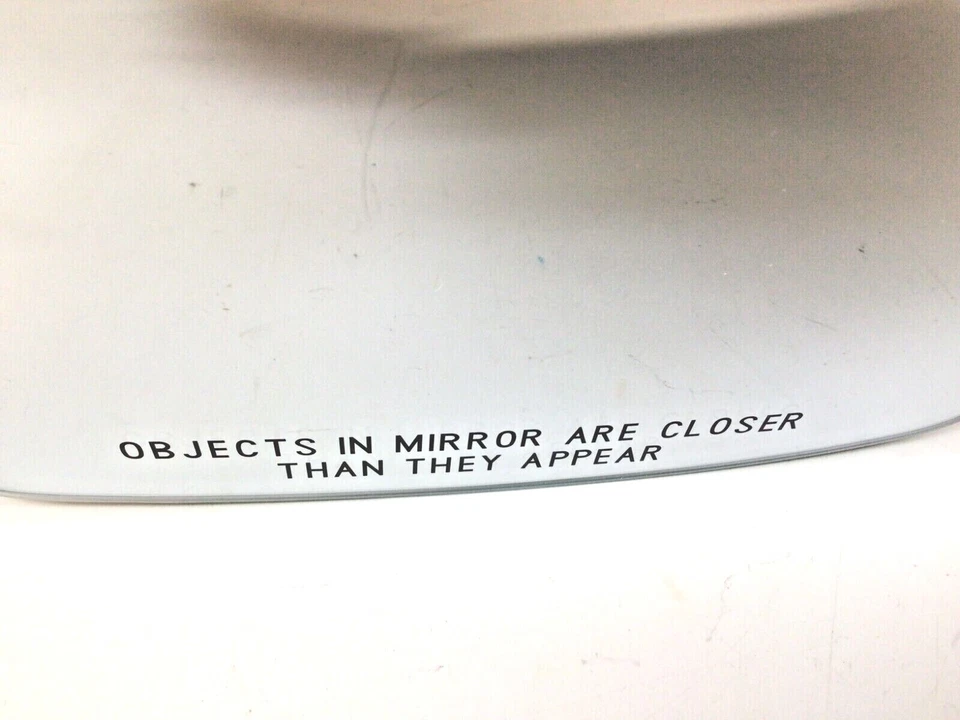 OBJECTS IN MIRROR ARE CLOSER
THAN THEY APPEAR